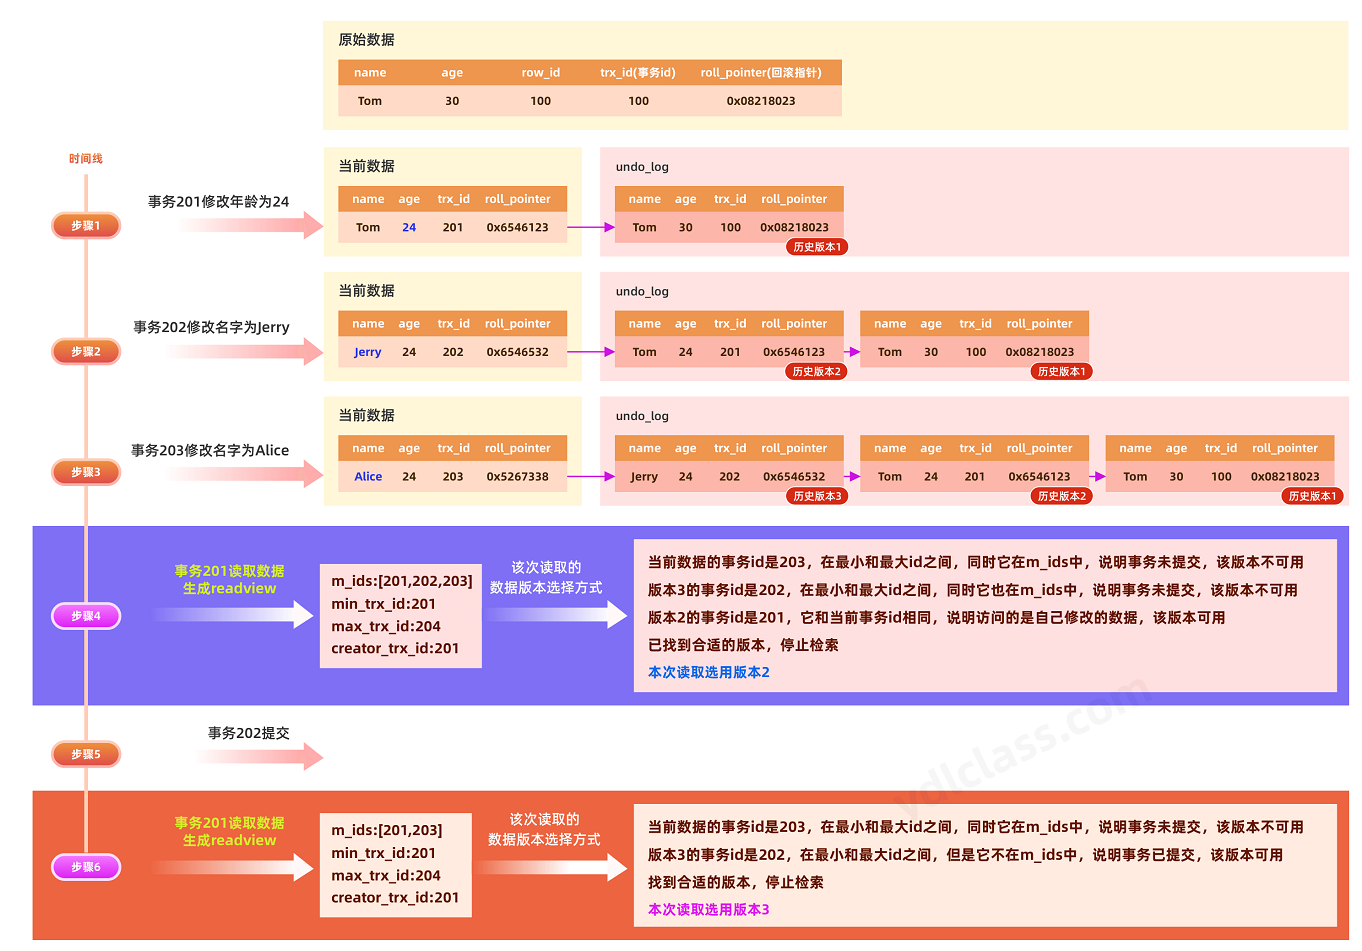 原始数据
name age row_id trx_id(事务id) roll_pointer(回滚指针)
Tom 30 100 100 0x08218023
时间线
步骤1
事务201修改年龄为24
当前数据
name age trx_id roll_pointer
Tom 24 201 0x6546123
undo_log
name age trx_id roll_pointer
Tom 30 100 0x08218023
历史版本1
步骤2
事务202修改名字为Jerry
当前数据
name age trx_id roll_pointer
Jerry 24 202 0x6546532
undo_log
name age trx_id roll_pointer
Tom 24 201 0x6546123
历史版本2
name age trx_id roll_pointer
Tom 30 100 0x08218023
历史版本1
步骤3
事务203修改名字为Alice
当前数据
name age trx_id roll_pointer
Alice 24 203 0x5267338
undo_log
name age trx_id roll_pointer
Jerry 24 202 0x6546532
历史版本3
name age trx_id roll_pointer
Tom 24 201 0x6546123
历史版本2
name age trx_id roll_pointer
Tom 30 100 0x08218023
历史版本1
步骤4
事务201读取数据
生成readview
m_ids:[201,202,203]
min_trx_id:201
max_trx_id:204
creator_trx_id:201
该次读取的
数据版本选择方式
当前数据的事务id是203，在最小和最大id之间，同时它在m_ids中，说明事务未提交，该版本不可用
版本3的事务id是202，在最小和最大id之间，同时它也在m_ids中，说明事务未提交，该版本不可用
版本2的事务id是201，它和当前事务id相同，说明访问的是自己修改的数据，该版本可用
已找到合适的版本，停止检索
本次读取选用版本2
步骤5
事务202提交
ydlclass.com
步骤6
事务201读取数据
生成readview
m_ids:[201,203]
min_trx_id:201
max_trx_id:204
creator_trx_id:201
该次读取的
数据版本选择方式
当前数据的事务id是203，在最小和最大id之间，同时它在m_ids中，说明事务未提交，该版本不可用
版本3的事务id是202，在最小和最大id之间，但是它不在m_ids中，说明事务已提交，该版本可用
找到合适的版本，停止检索
本次读取选用版本3